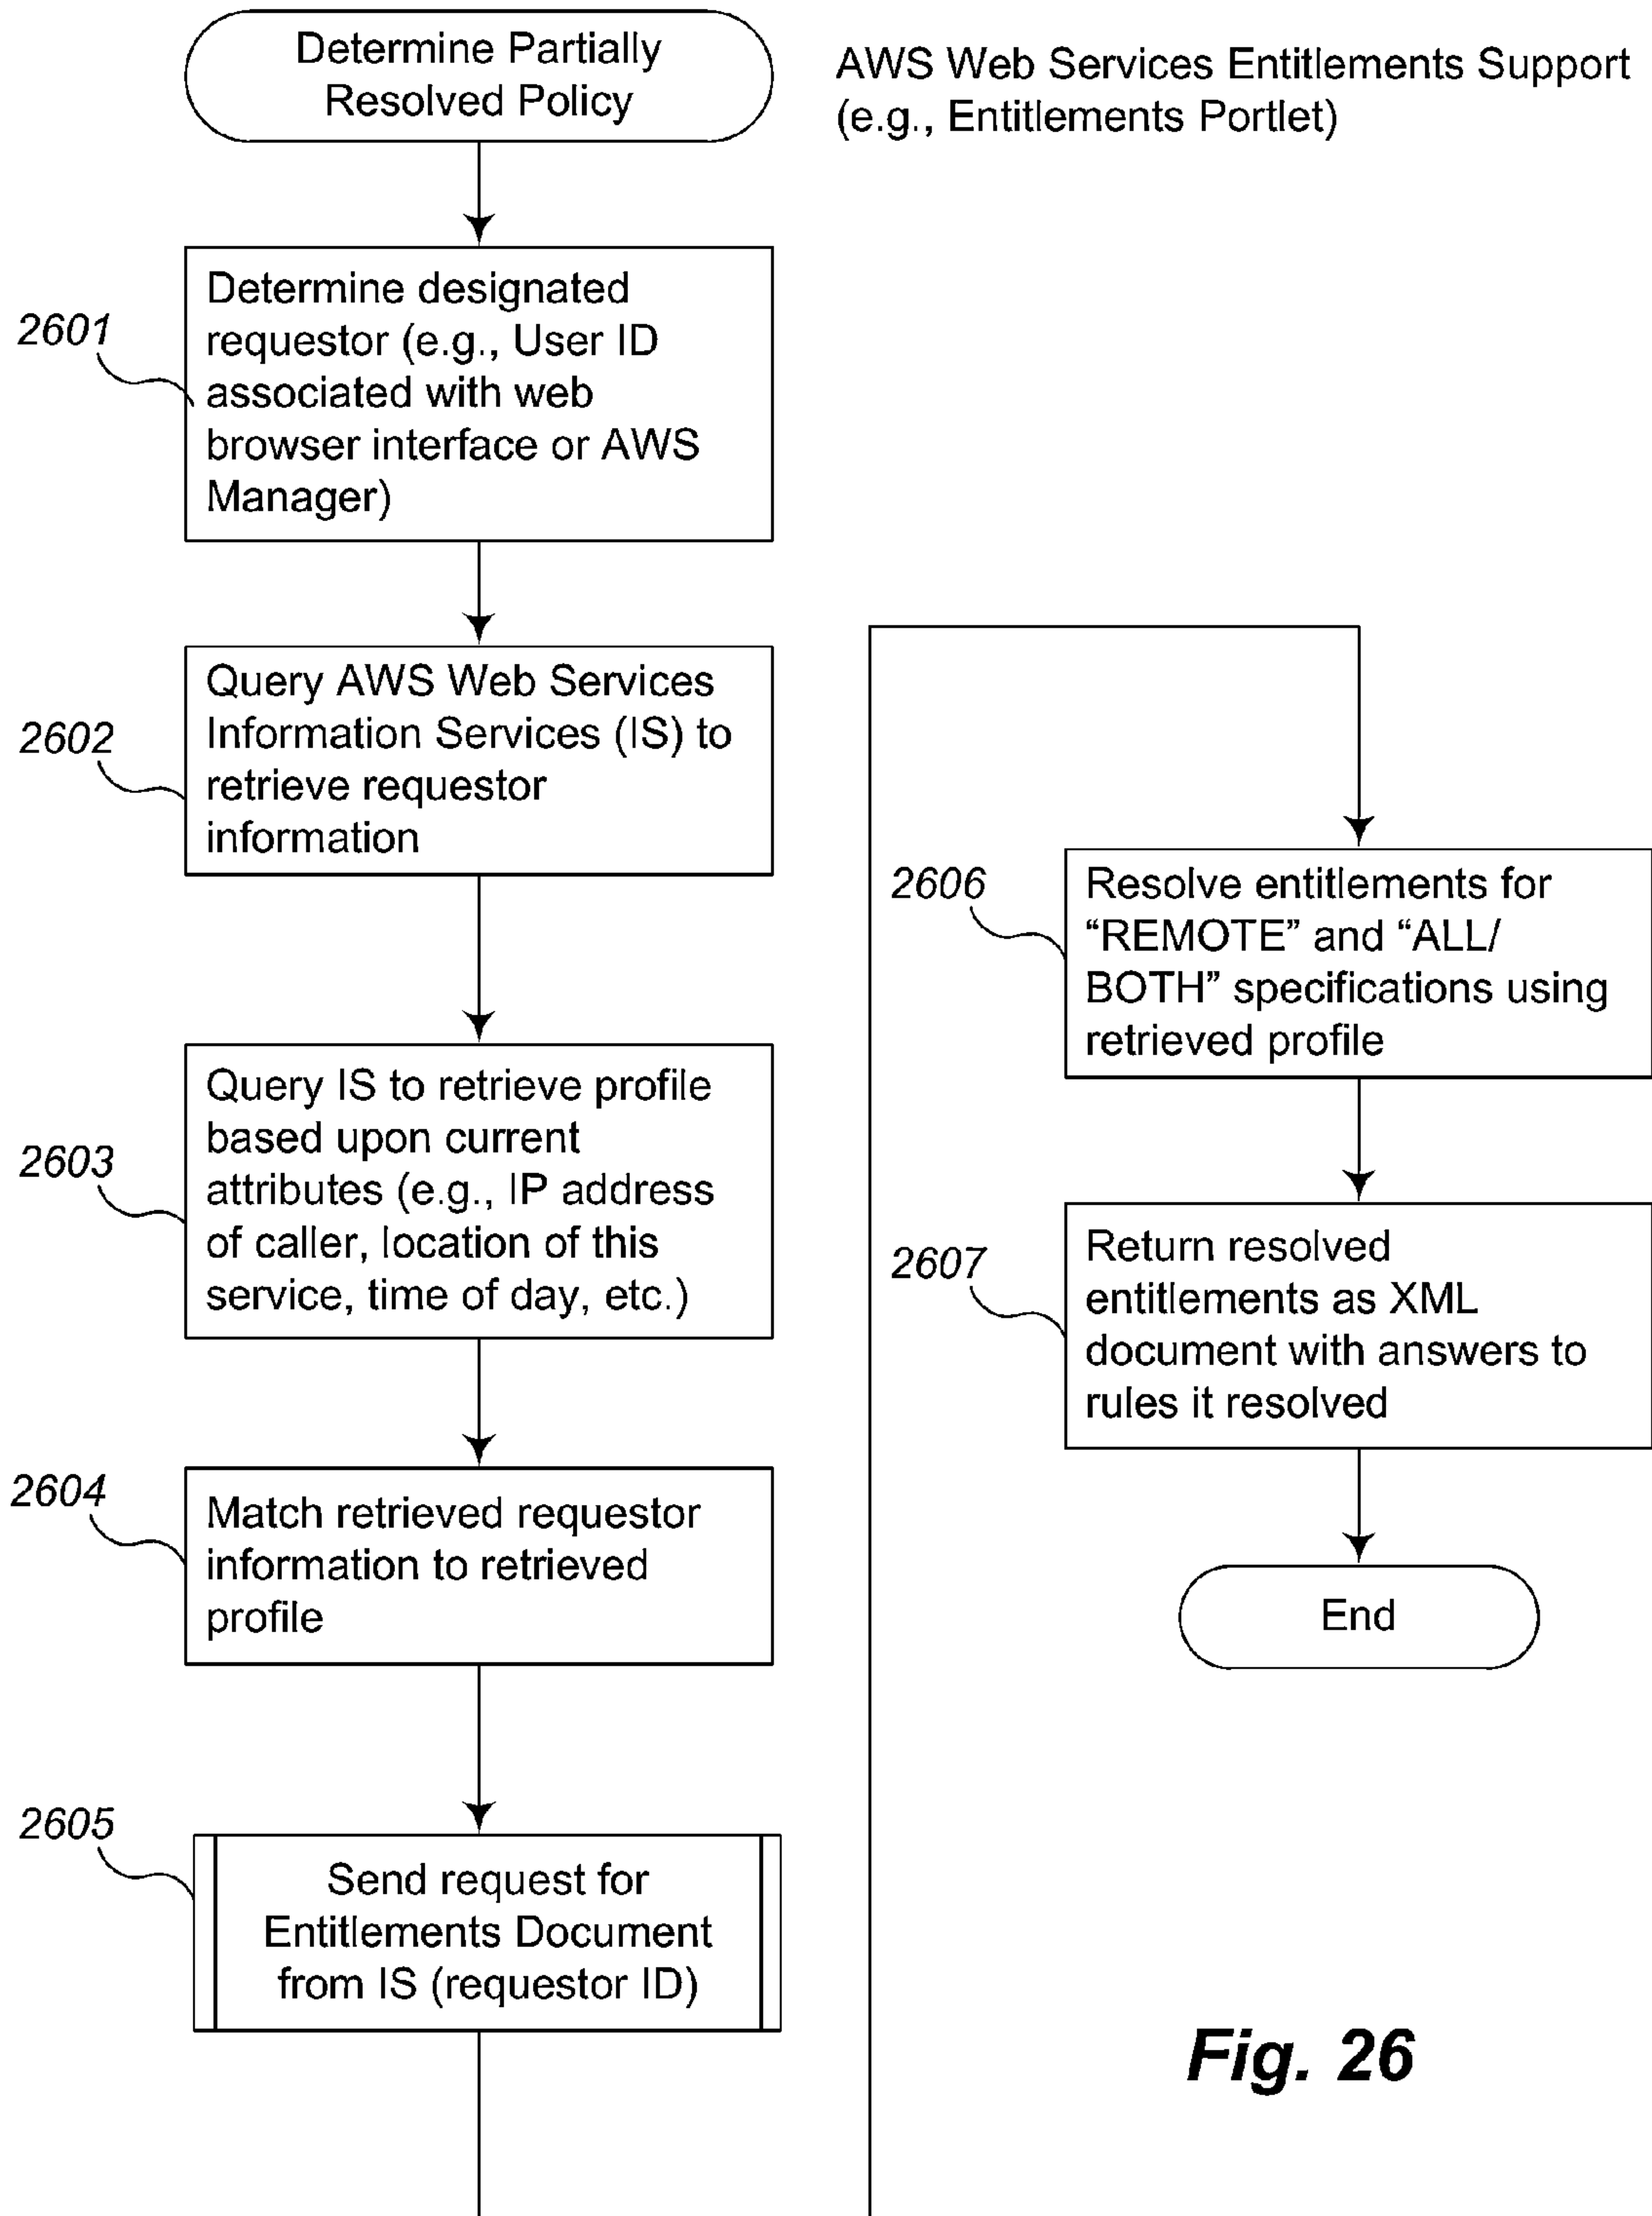 Determine Partially
Resolved Policy
AWS Web Services Entitlements Support
(e.g., Entitlements Portlet)
2601
Determine designated
requestor (e.g., User ID
associated with web
browser interface or AWS
Manager)
2602
Query AWS Web Services
Information Services (IS) to
retrieve requestor
information
2603
Query IS to retrieve profile
based upon current
attributes (e.g., IP address
of caller, location of this
service, time of day, etc.)
2604
Match retrieved requestor
information to retrieved
profile
2605
Send request for
Entitlements Document
from IS (requestor ID)
2606
Resolve entitlements for
“REMOTE” and “ALL/
BOTH” specifications using
retrieved profile
2607
Return resolved
entitlements as XML
document with answers to
rules it resolved
End
Fig. 26